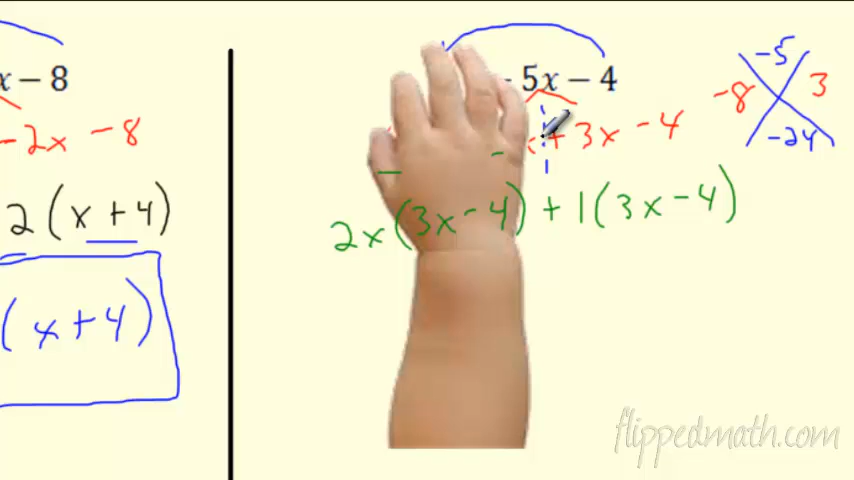 x − 8
- 5x − 4
-5
-8 3
-24
-2x -8
+ 3x - 4
2 (x + 4)
2x (3x - 4) + 1 (3x - 4)
(x + 4)
flippedmath.com